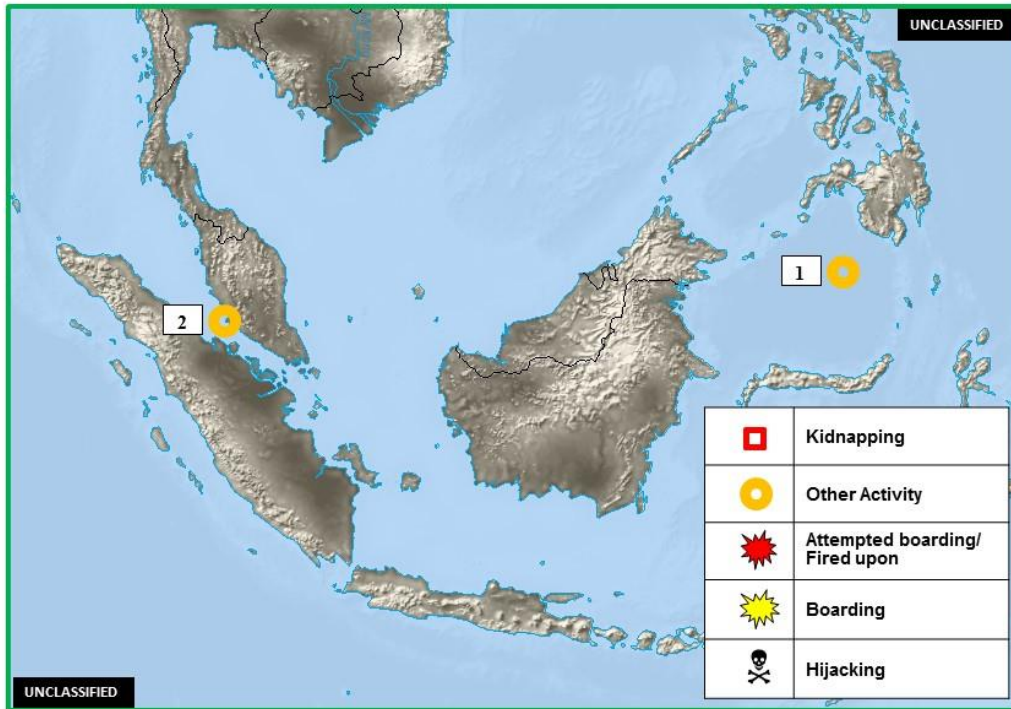 UNCLASSIFIED
1
2
Kidnapping
Other Activity
Attempted boarding/
Fired upon
Boarding
Hijacking
UNCLASSIFIED